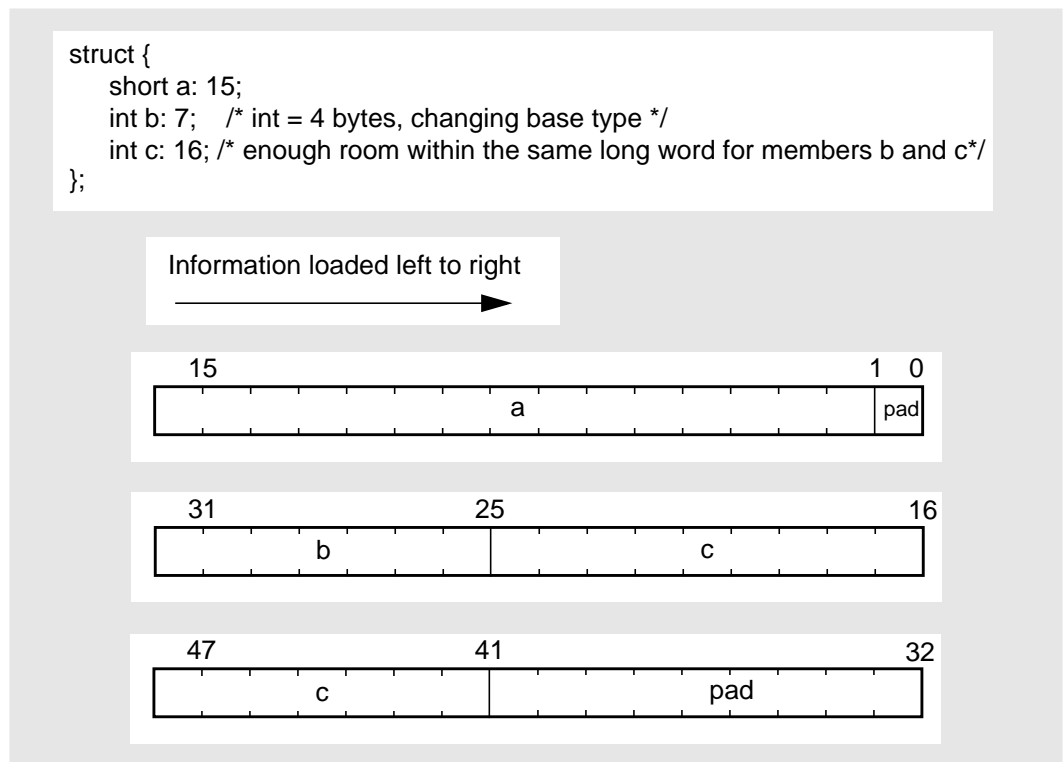 struct {
short a: 15;
int b: 7; /* int = 4 bytes, changing base type */
int c: 16; /* enough room within the same long word for members b and c*/
};
Information loaded left to right
15 1 0
a pad
31 25 16
b c
47 41 32
c pad